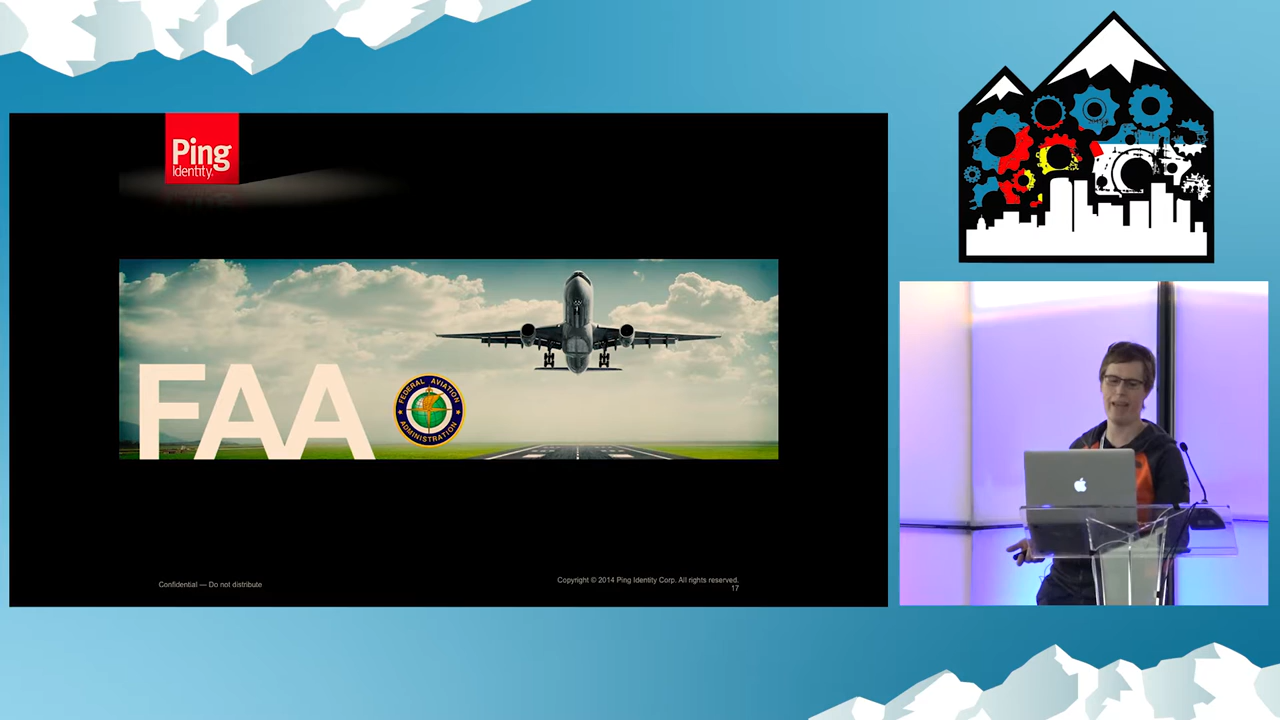 Ping
Identity.
FAA
FEDERAL AVIATION
ADMINISTRATION
Confidential — Do not distribute
Copyright © 2014 Ping Identity Corp. All rights reserved.
17